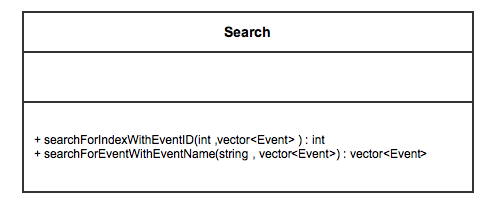 Search
+ searchForIndexWithEventID(int ,vector<Event> ) : int
+ searchForEventWithEventName(string , vector<Event>) : vector<Event>